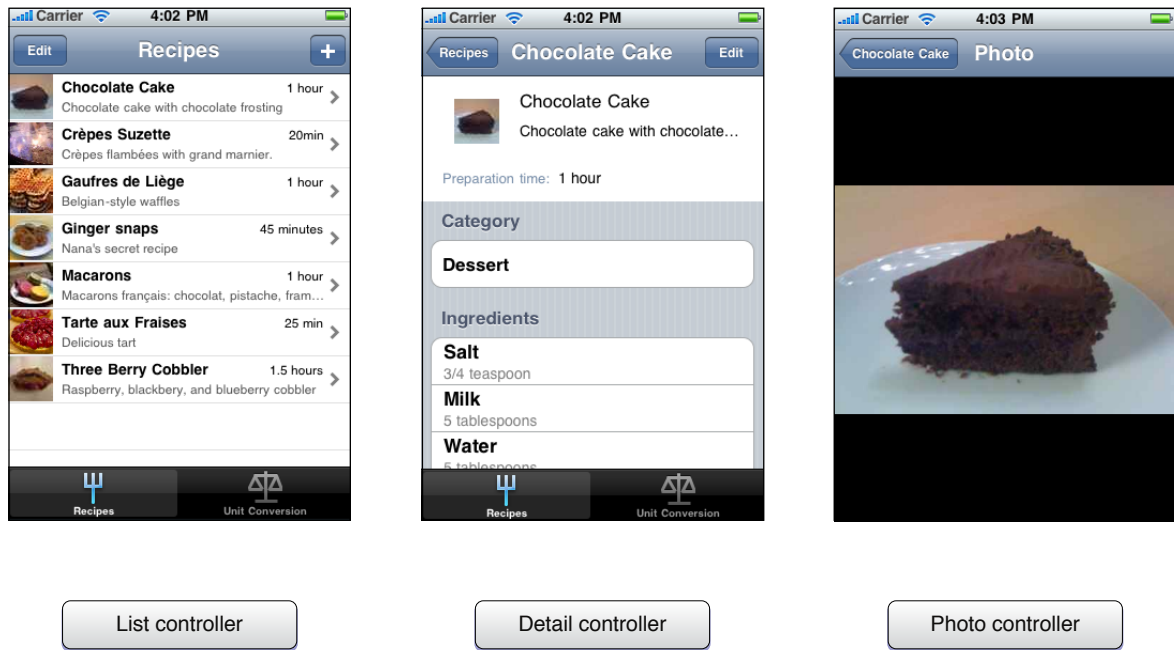 Carrier 4:02 PM
Edit Recipes +
Chocolate Cake 1 hour
Chocolate cake with chocolate frosting
Crèpes Suzette 20min
Crèpes flambées with grand marnier.
Gaufres de Liège 1 hour
Belgian-style waffles
Ginger snaps 45 minutes
Nana's secret recipe
Macarons 1 hour
Macarons français: chocolat, pistache, fram…
Tarte aux Fraises 25 min
Delicious tart
Three Berry Cobbler 1.5 hours
Raspberry, blackbery, and blueberry cobbler
Recipes Unit Conversion
List controller
Carrier 4:02 PM
Recipes Chocolate Cake Edit
Chocolate Cake
Chocolate cake with chocolate…
Preparation time: 1 hour
Category
Dessert
Ingredients
Salt
3/4 teaspoon
Milk
5 tablespoons
Water
5 tablespoons
Recipes Unit Conversion
Detail controller
Carrier 4:03 PM
Chocolate Cake Photo
Photo controller